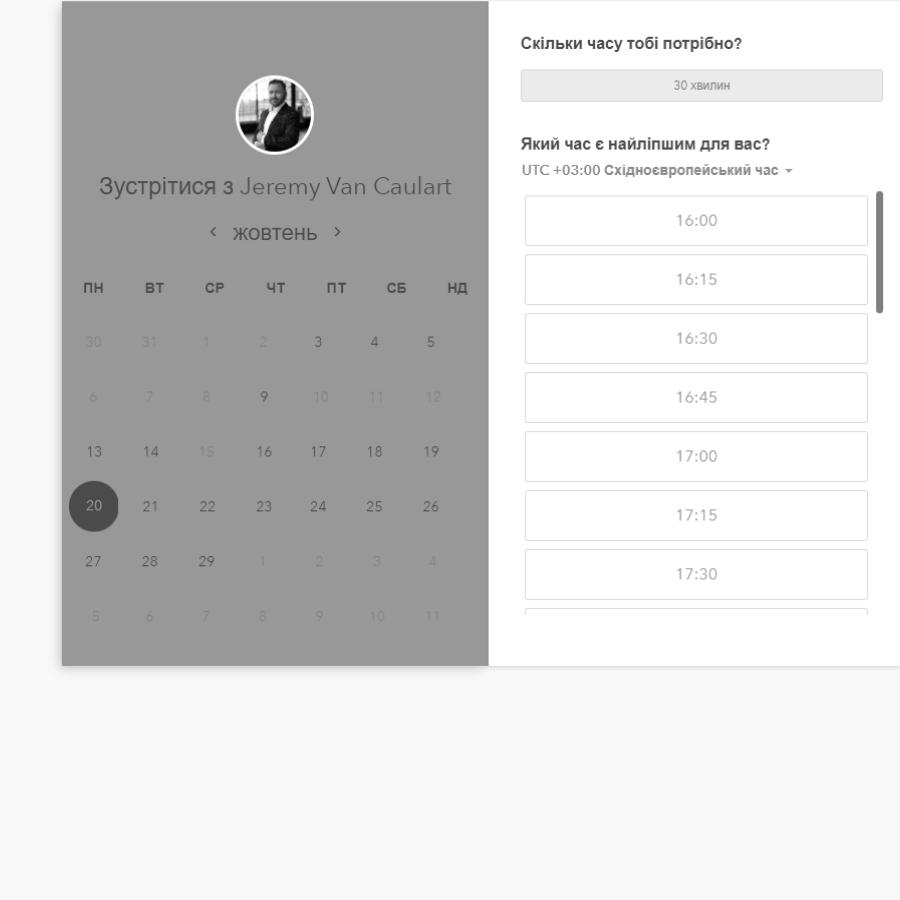 Зустрітися з Jeremy Van Caulart
жовтень
ПН ВТ СР ЧТ ПТ СБ НД
30 31 1 2 3 4 5
6 7 8 9 10 11 12
13 14 15 16 17 18 19
20 21 22 23 24 25 26
27 28 29 1 2 3 4
5 6 7 8 9 10 11
Скільки часу тобі потрібно?
30 хвилин
Який час є найліпшим для вас?
UTC +03:00 Східноєвропейський час
16:00
16:15
16:30
16:45
17:00
17:15
17:30